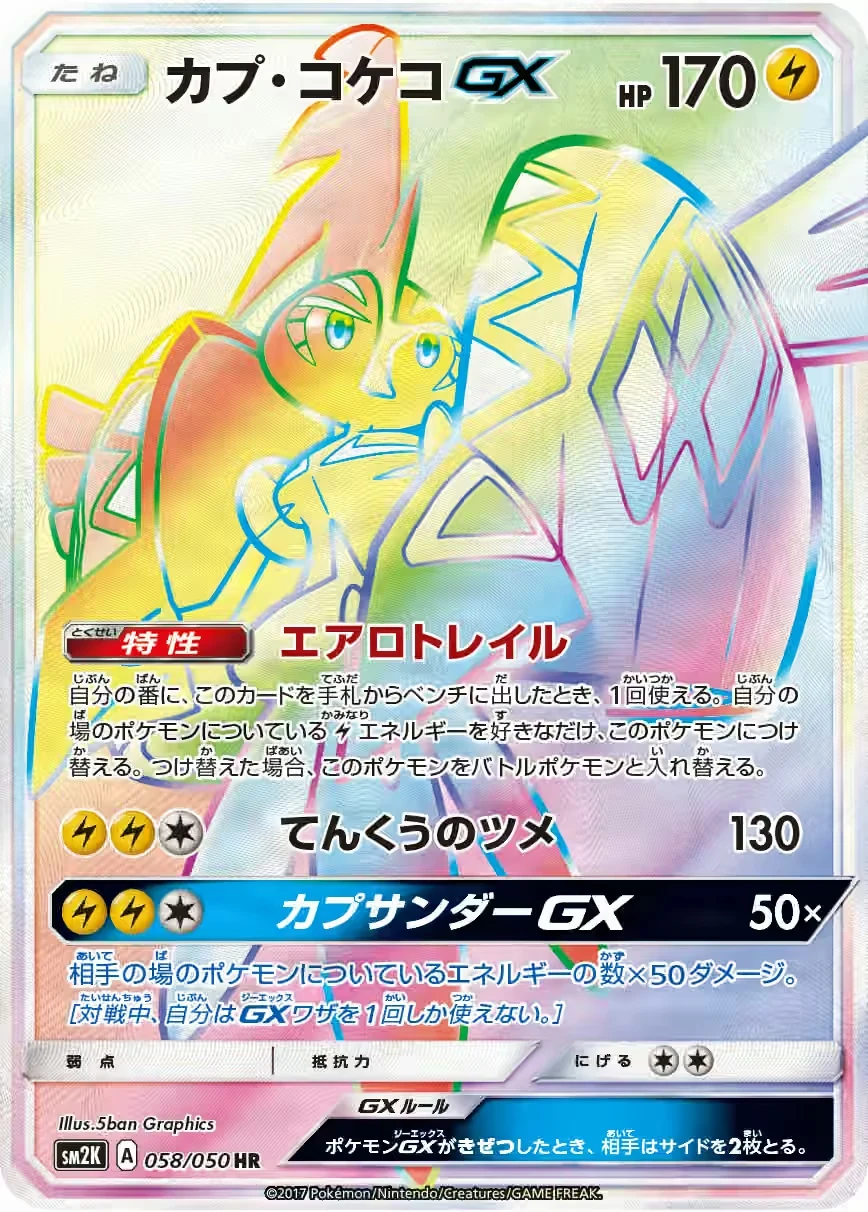 たね カプ・コケコGX HP170
とくせい
特性 エアロトレイル
自分の番に、このカードを手札からベンチに出したとき、1回使える。自分の
場のポケモンについているエネルギーを好きなだけ、このポケモンにつけ
替える。つけ替えた場合、このポケモンをバトルポケモンと入れ替える。
てんくうのツメ 130
カプサンダーGX 50×
相手の場のポケモンについているエネルギーの数×50ダメージ。
[対戦中、自分はGXワザを1回しか使えない。]
弱点 抵抗力 にげる
GXルール
ポケモンGXがきぜつしたとき、相手はサイドを2枚とる。
Illus.5ban Graphics
SM2K A 058/050 HR
©2017 Pokémon/Nintendo/Creatures/GAME FREAK.